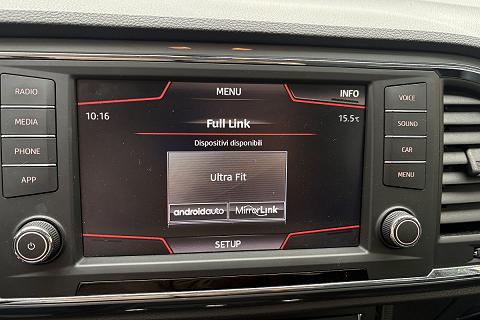 RADIO
MEDIA
PHONE
APP
MENU
INFO
10:16
Full Link
15.5°C
Dispositivi disponibili
Ultra Fit
androidauto
MirrorLink
SETUP
VOICE
SOUND
CAR
MENU